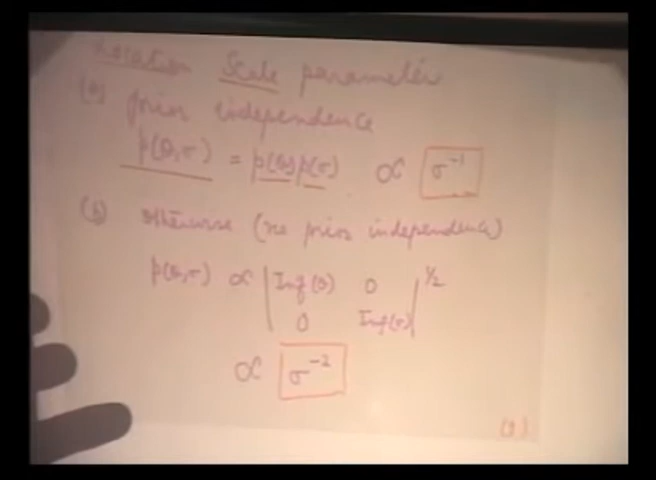 Location Scale parameter
(a) prior independence
p(θ,σ) = p(θ)p(σ) ∝ σ⁻¹
(b) otherwise (no prior independence)
p(θ,σ) ∝ | Inf(θ) 0 |^1/2
0 Inf(σ)
∝ σ⁻²